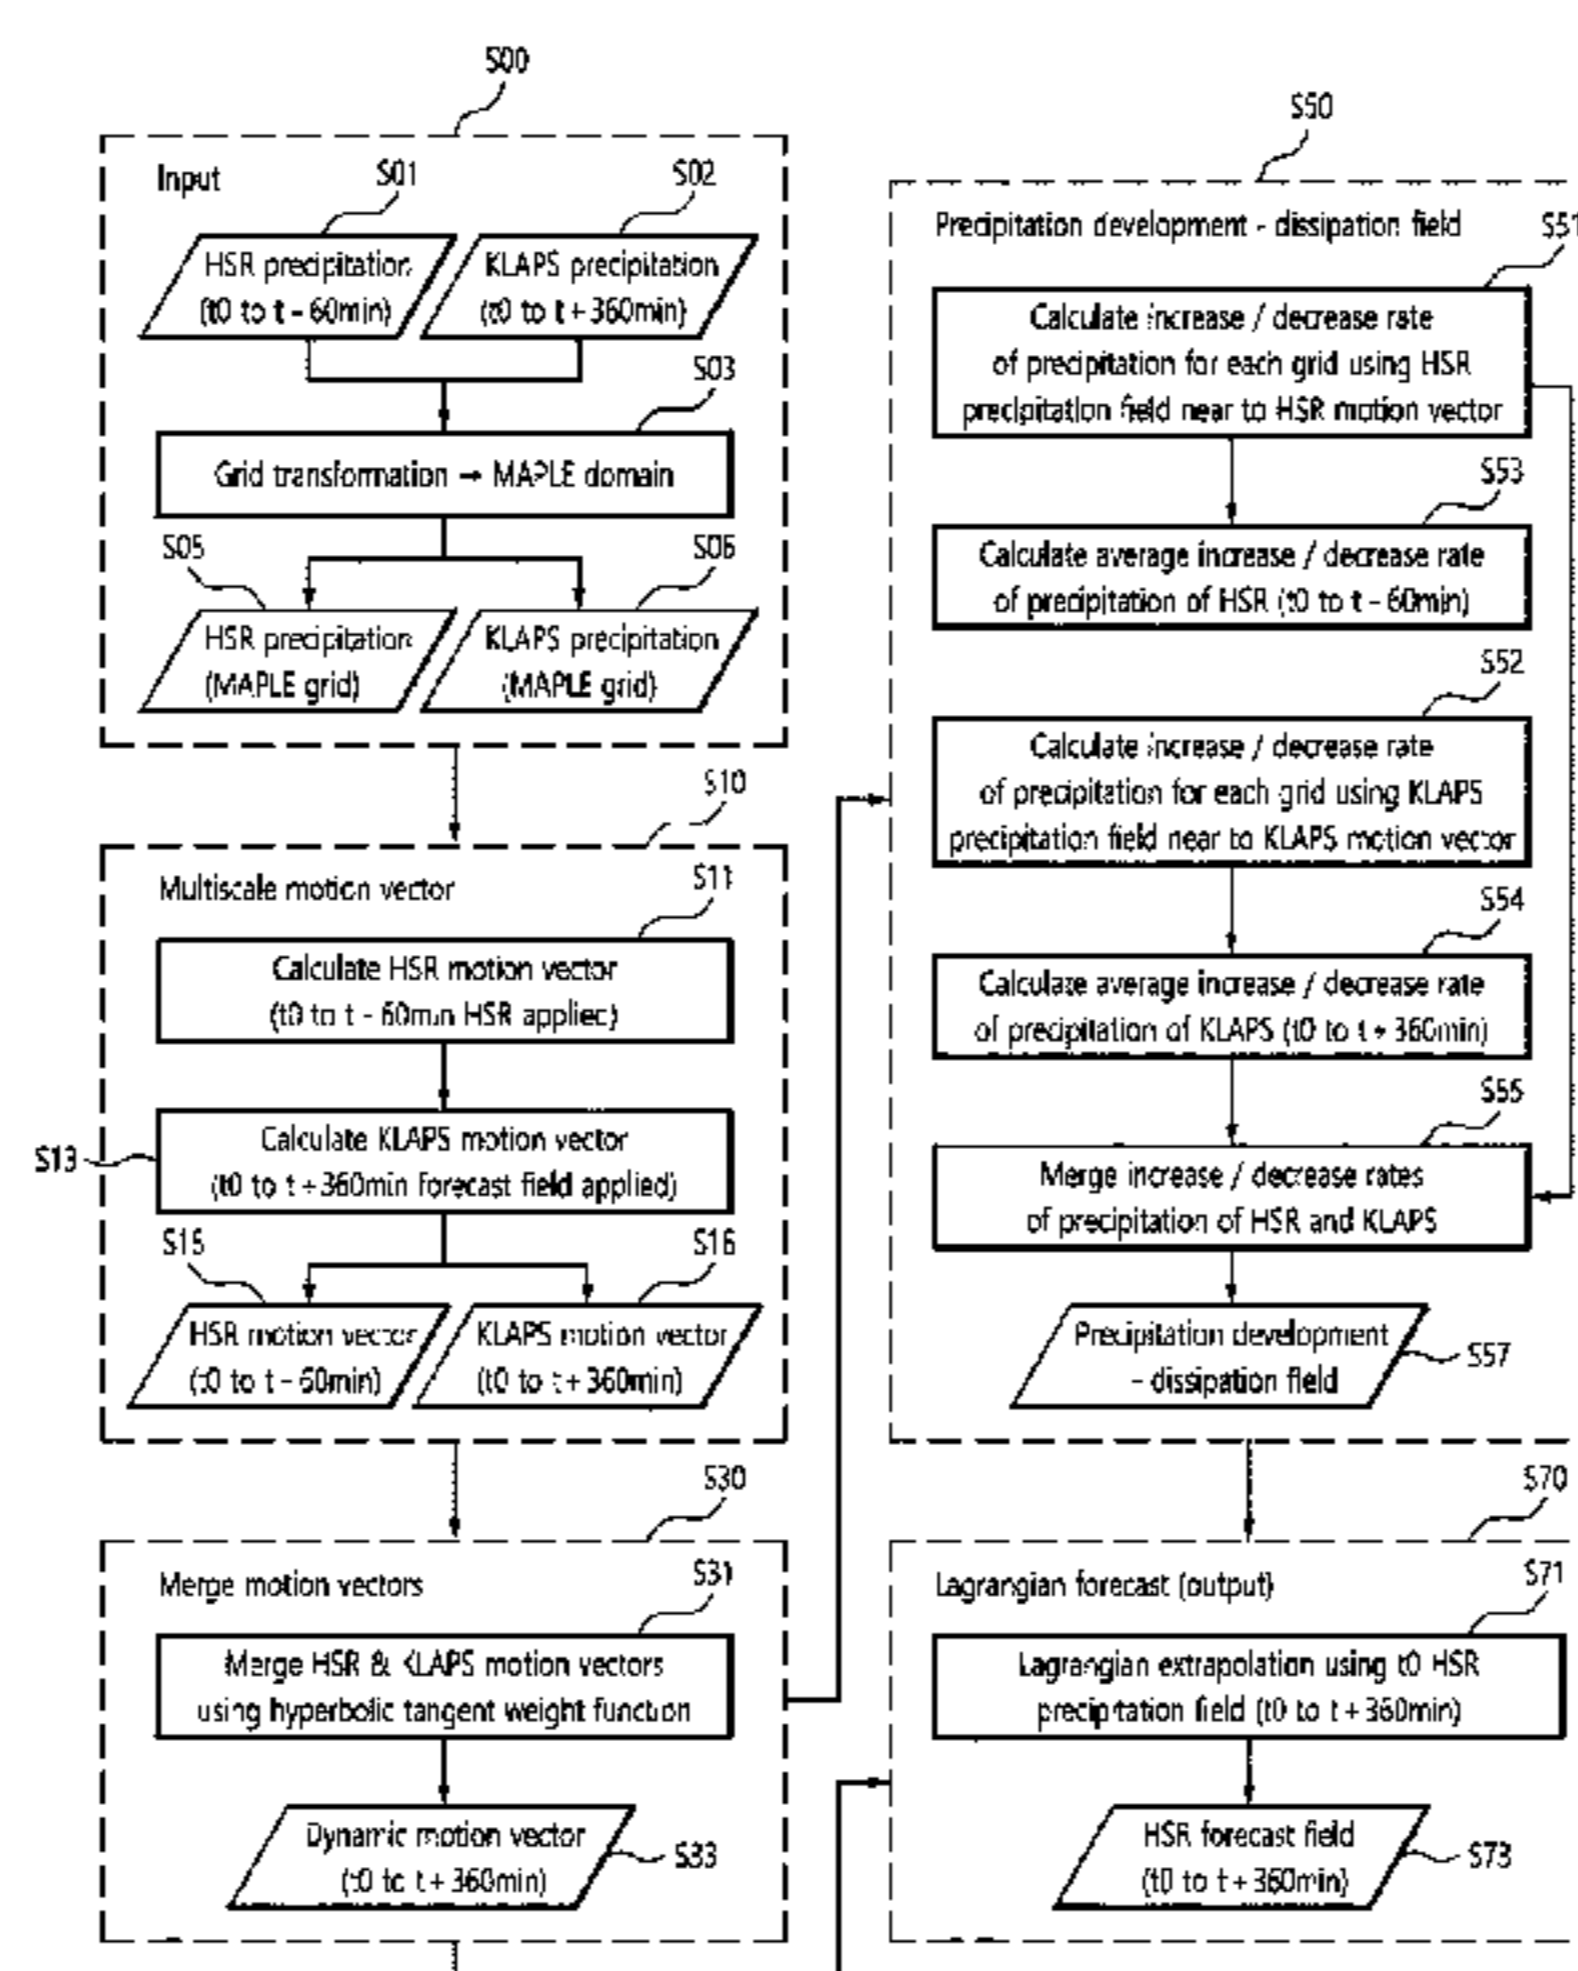 S00
Input
S01
S02
HSR precipitation
(t0 to t - 60min)
KLAPS precipitation
(t0 to t + 360min)
S03
Grid transformation → MAPLE domain
S05
S06
HSR precipitation
(MAPLE grid)
KLAPS precipitation
(MAPLE grid)
S10
Multiscale motion vector
S11
Calculate HSR motion vector
(t0 to t - 60min HSR applied)
S13
Calculate KLAPS motion vector
(t0 to t + 360min Forecast field applied)
S15
S16
HSR motion vector
(t0 to t - 60min)
KLAPS motion vector
(t0 to t + 360min)
S30
Merge motion vectors
S31
Merge HSR & KLAPS motion vectors
using hyperbolic tangent weight function
Dynamic motion vector
(t0 to t + 360min)
S33
S50
Precipitation development - dissipation field
S51
Calculate increase / decrease rate
of precipitation for each grid using HSR
precipitation field near to HSR motion vector
S53
Calculate average increase / decrease rate
of precipitation of HSR (t0 to t - 60min)
S52
Calculate increase / decrease rate
of precipitation for each grid using KLAPS
precipitation field near to KLAPS motion vector
S54
Calculate average increase / decrease rate
of precipitation of KLAPS (t0 to t + 360min)
S55
Merge increase / decrease rates
of precipitation of HSR and KLAPS
Precipitation development
- dissipation field
S57
S70
Lagrangian forecast (output)
S71
Lagrangian extrapolation using t0 HSR
precipitation field (t0 to t + 360min)
HSR forecast field
(t0 to t + 360min)
S73